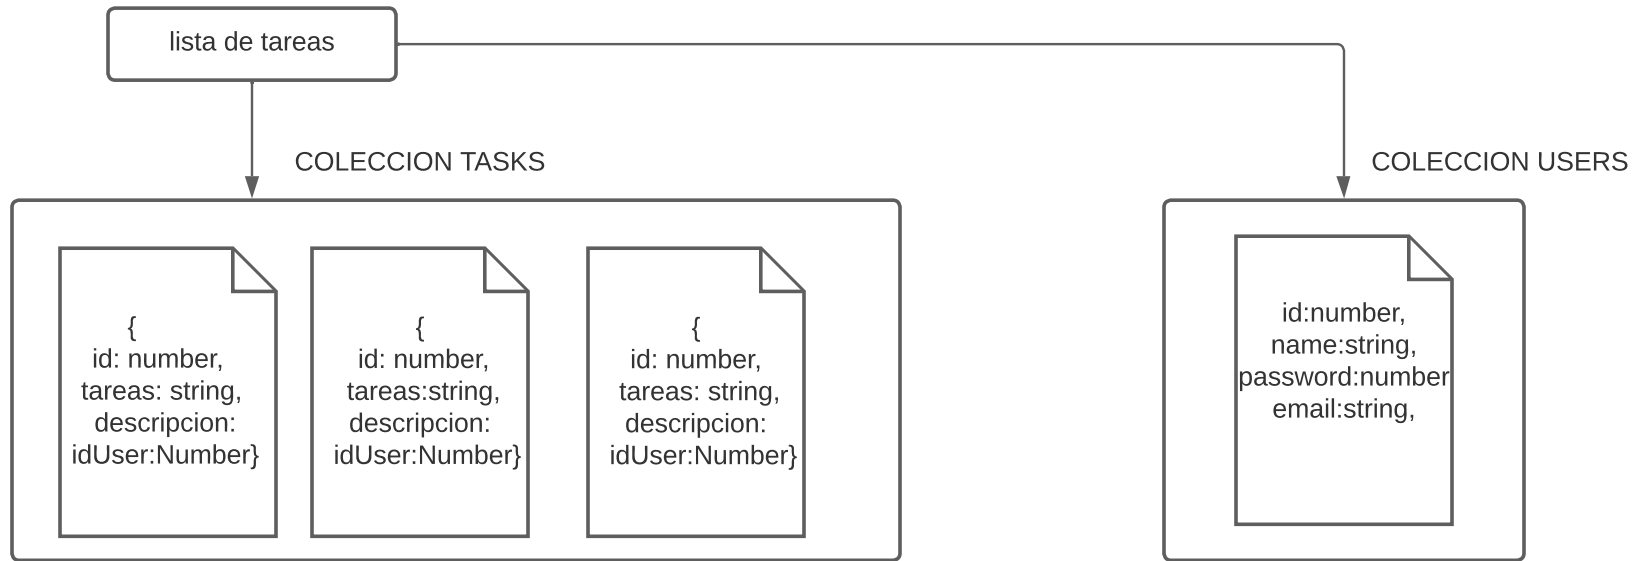 lista de tareas
COLECCION TASKS
COLECCION USERS
{
id: number,
tareas: string,
descripcion:
idUser:Number}
{
id: number,
tareas:string,
descripcion:
idUser:Number}
{
id: number,
tareas: string,
descripcion:
idUser:Number}
id:number,
name:string,
password:number
email:string,